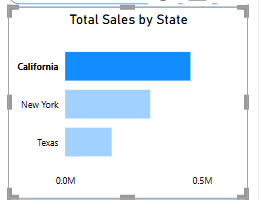 Total Sales by State
California
New York
Texas
0.0M 0.5M